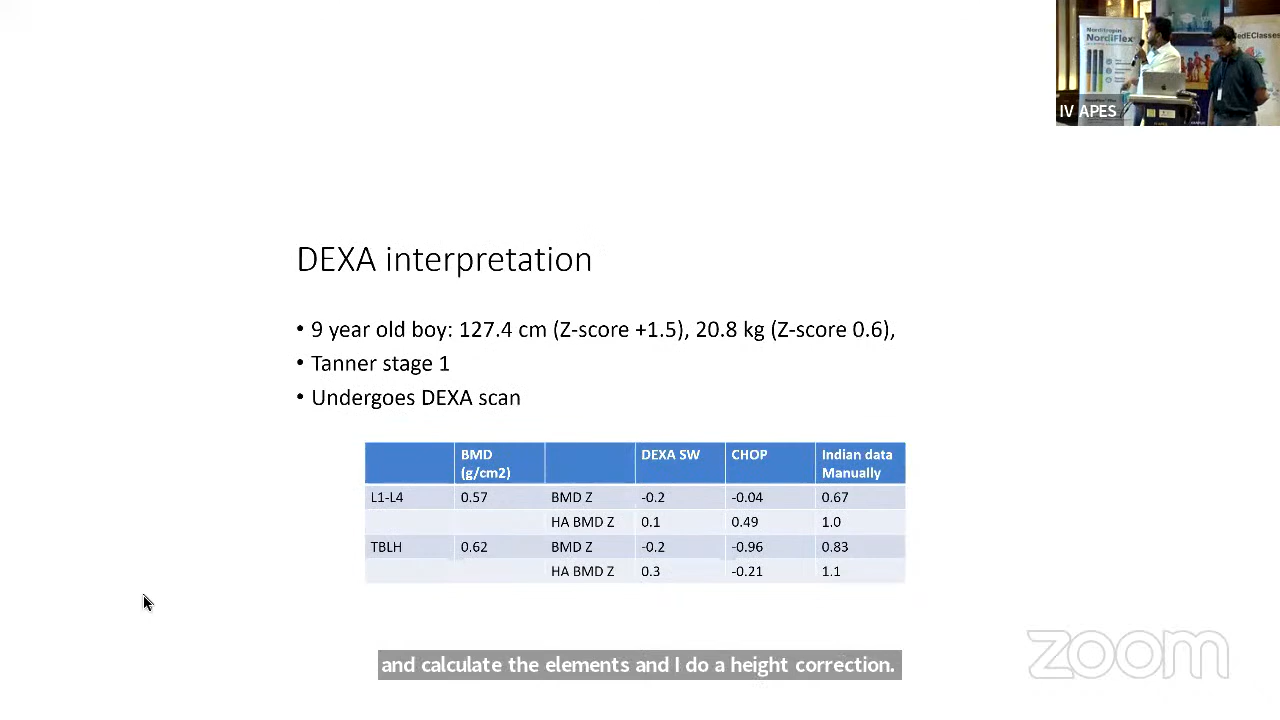 Norditropin
NordiFlex
MedEClasses
IV APES
DEXA interpretation
• 9 year old boy: 127.4 cm (Z-score +1.5), 20.8 kg (Z-score 0.6),
• Tanner stage 1
• Undergoes DEXA scan
BMD (g/cm2) DEXA SW CHOP Indian data Manually
L1-L4 0.57 BMD Z -0.2 -0.04 0.67
HA BMD Z 0.1 0.49 1.0
TBLH 0.62 BMD Z -0.2 -0.96 0.83
HA BMD Z 0.3 -0.21 1.1
and calculate the elements and I do a height correction.
zoom